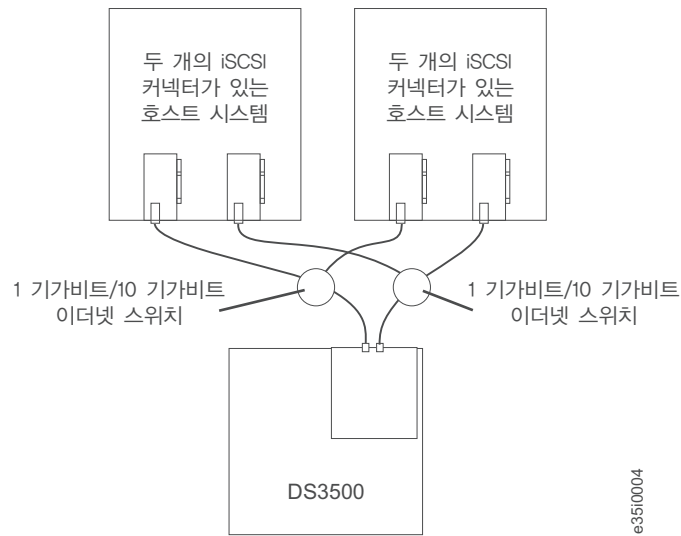 두 개의 iSCSI
커넥터가 있는
호스트 시스템
두 개의 iSCSI
커넥터가 있는
호스트 시스템
1 기가비트/10 기가비트
이더넷 스위치
1 기가비트/10 기가비트
이더넷 스위치
DS3500
e35i0004